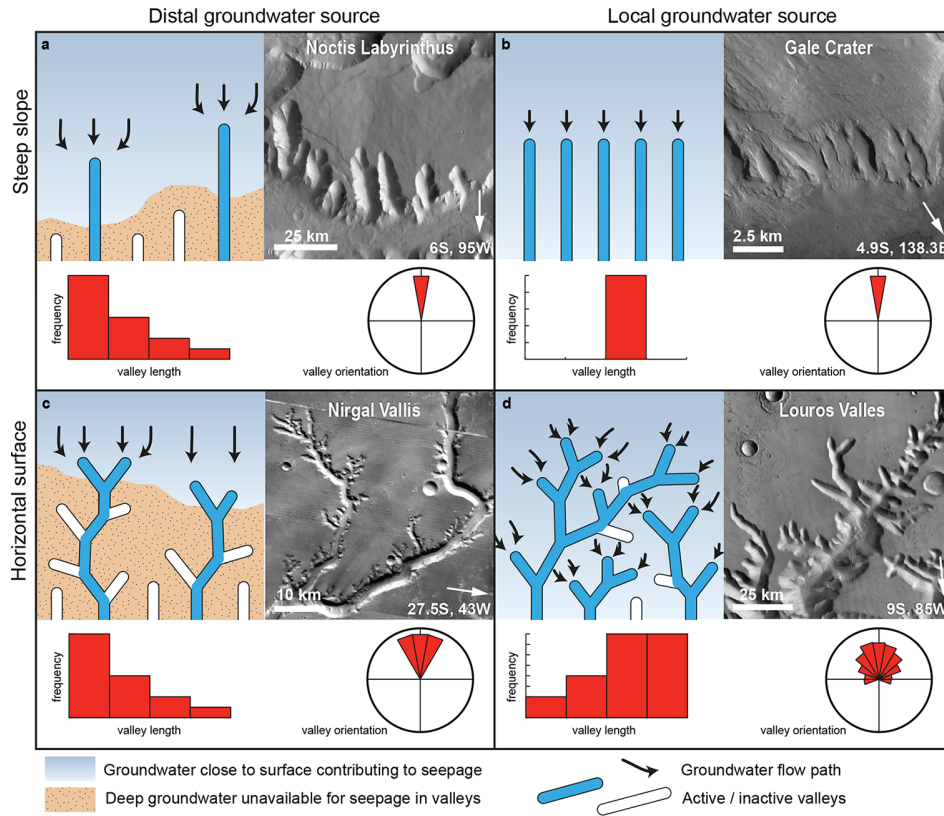 Distal groundwater source
Local groundwater source
Steep slope
a
Noctis Labyrinthus
25 km
6S, 95W
frequency
valley length
valley orientation
b
Gale Crater
2.5 km
4.9S, 138.3E
frequency
valley length
valley orientation
Horizontal surface
c
Nirgal Vallis
10 km
27.5S, 43W
frequency
valley length
valley orientation
d
Louros Valles
25 km
9S, 85W
frequency
valley length
valley orientation
Groundwater close to surface contributing to seepage
Deep groundwater unavailable for seepage in valleys
Groundwater flow path
Active / inactive valleys